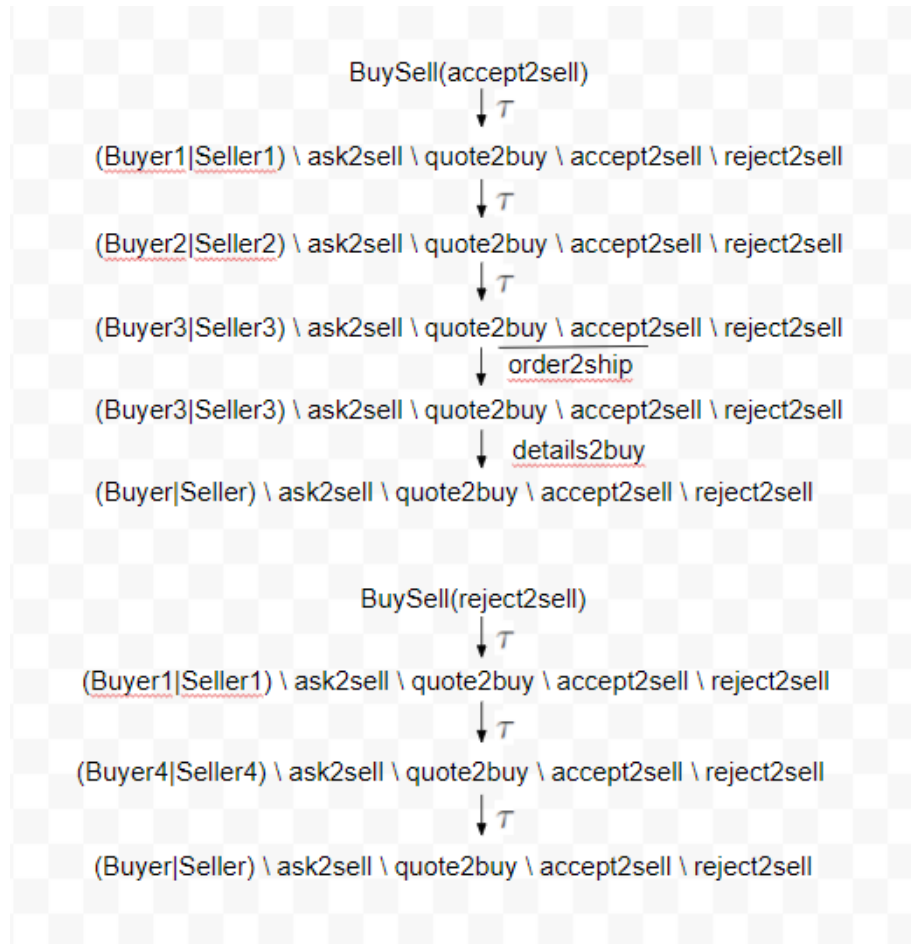 BuySell(accept2sell)
τ
(Buyer1|Seller1) \ ask2sell \ quote2buy \ accept2sell \ reject2sell
τ
(Buyer2|Seller2) \ ask2sell \ quote2buy \ accept2sell \ reject2sell
τ
(Buyer3|Seller3) \ ask2sell \ quote2buy \ accept2sell \ reject2sell
order2ship
(Buyer3|Seller3) \ ask2sell \ quote2buy \ accept2sell \ reject2sell
details2buy
(Buyer|Seller) \ ask2sell \ quote2buy \ accept2sell \ reject2sell
BuySell(reject2sell)
τ
(Buyer1|Seller1) \ ask2sell \ quote2buy \ accept2sell \ reject2sell
τ
(Buyer4|Seller4) \ ask2sell \ quote2buy \ accept2sell \ reject2sell
τ
(Buyer|Seller) \ ask2sell \ quote2buy \ accept2sell \ reject2sell